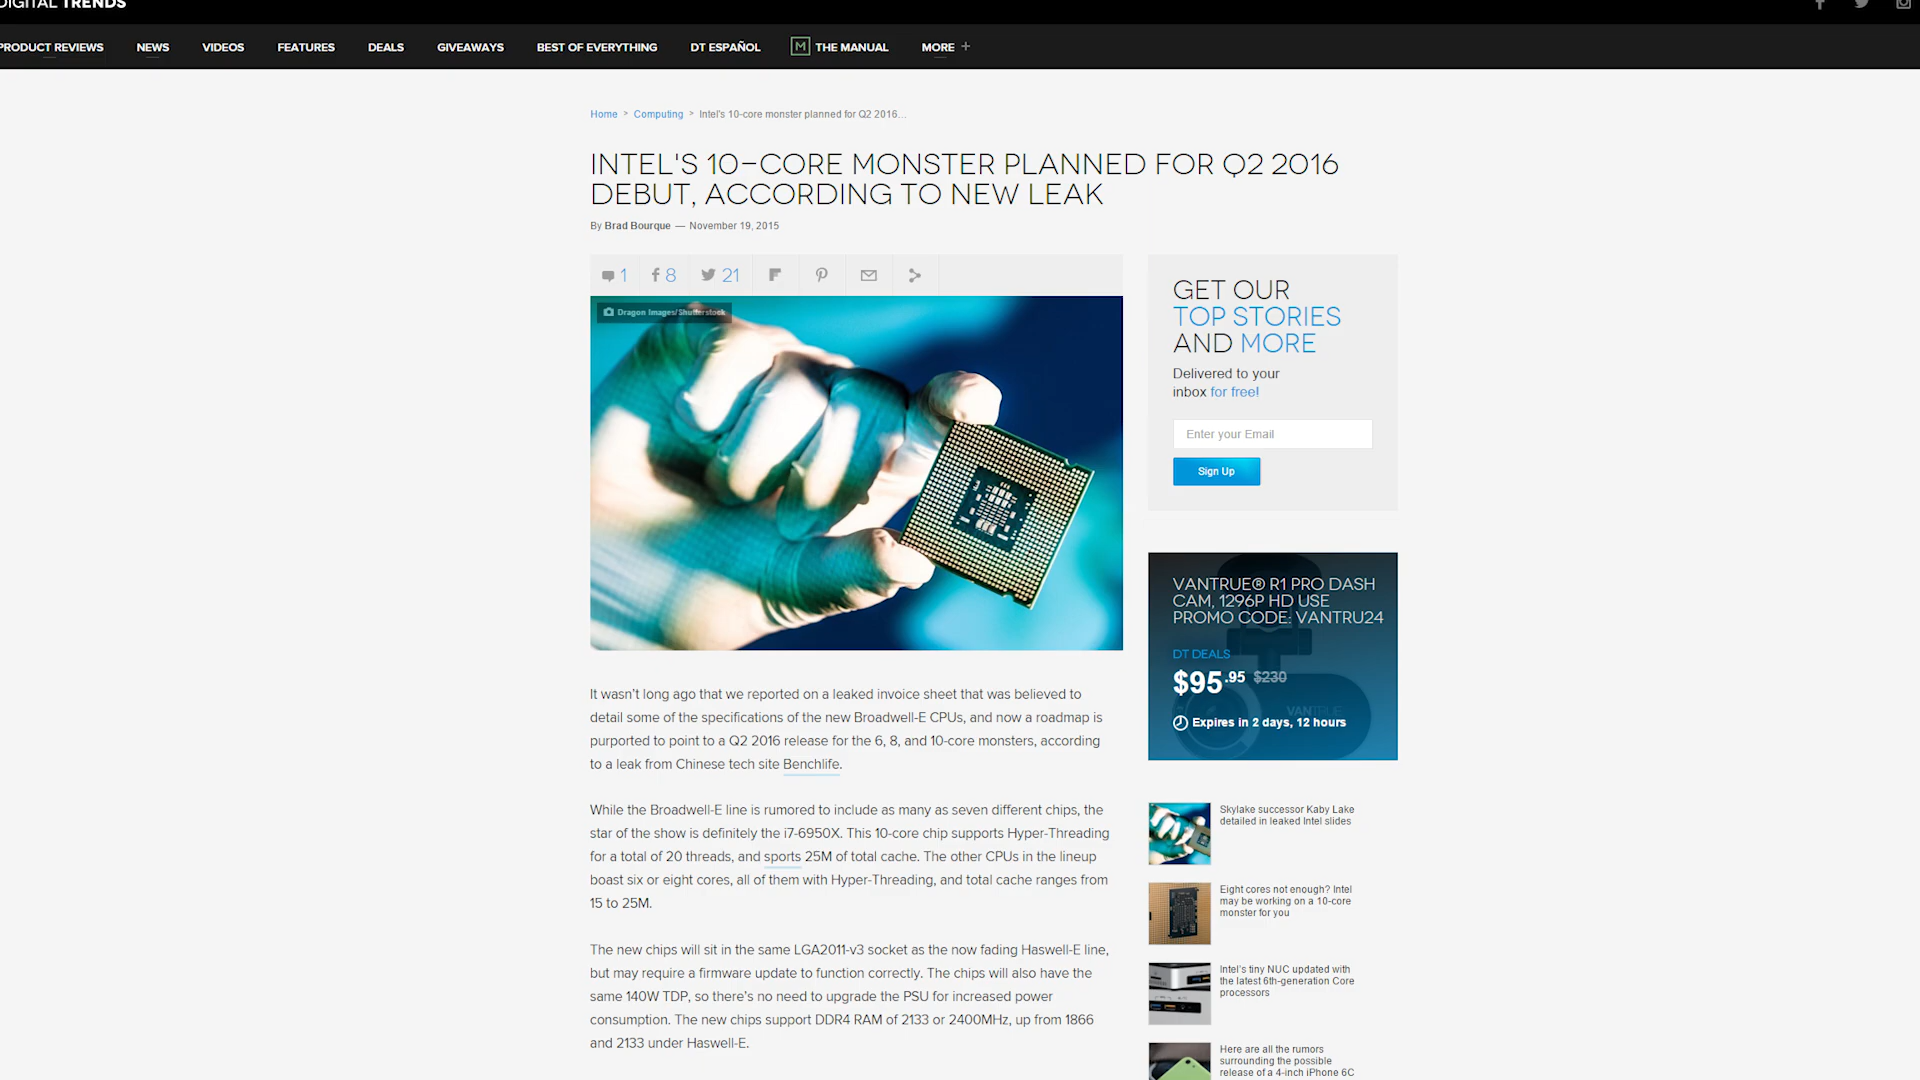 DIGITAL TRENDS
PRODUCT REVIEWS NEWS VIDEOS FEATURES DEALS GIVEAWAYS BEST OF EVERYTHING DT ESPAÑOL M THE MANUAL MORE +
Home > Computing > Intel's 10-core monster planned for Q2 2016...
INTEL'S 10-CORE MONSTER PLANNED FOR Q2 2016
DEBUT, ACCORDING TO NEW LEAK
By Brad Bourque — November 19, 2015
1 8 21
Dragon Images/Shutterstock
It wasn't long ago that we reported on a leaked invoice sheet that was believed to
detail some of the specifications of the new Broadwell-E CPUs, and now a roadmap is
purported to point to a Q2 2016 release for the 6, 8, and 10-core monsters, according
to a leak from Chinese tech site Benchlife.
While the Broadwell-E line is rumored to include as many as seven different chips, the
star of the show is definitely the i7-6950X. This 10-core chip supports Hyper-Threading
for a total of 20 threads, and sports 25M of total cache. The other CPUs in the lineup
boast six or eight cores, all of them with Hyper-Threading, and total cache ranges from
15 to 25M.
The new chips will sit in the same LGA2011-v3 socket as the now fading Haswell-E line,
but may require a firmware update to function correctly. The chips will also have the
same 140W TDP, so there's no need to upgrade the PSU for increased power
consumption. The new chips support DDR4 RAM of 2133 or 2400MHz, up from 1866
and 2133 under Haswell-E.
GET OUR
TOP STORIES
AND MORE
Delivered to your
inbox for free!
Enter your Email
Sign Up
VANTRUE® R1 PRO DASH
CAM, 1296P HD USE
PROMO CODE: VANTRU24
DT DEALS
$95.95 $230
VANTRUE
Expires in 2 days, 12 hours
Skylake successor Kaby Lake
detailed in leaked Intel slides
Eight cores not enough? Intel
may be working on a 10-core
monster for you
Intel's tiny NUC updated with
the latest 6th-generation Core
processors
Here are all the rumors
surrounding the possible
release of a 4-inch iPhone 6C